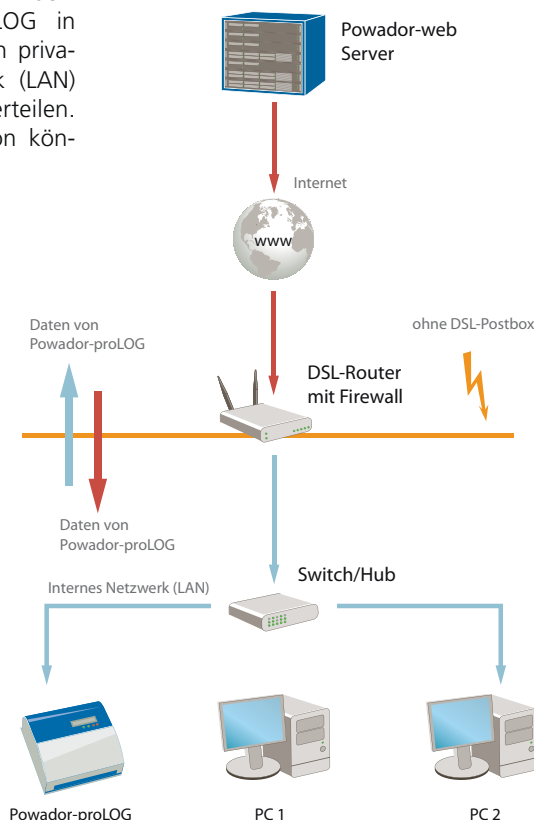 LOG in
priva-
(LAN)
erteilen.
kön-
Powador-web
Server
Internet
www
Daten von
Powador-proLOG
ohne DSL-Postbox
DSL-Router
mit Firewall
Daten von
Powador-proLOG
Switch/Hub
Internes Netzwerk (LAN)
Powador-proLOG
PC 1
PC 2